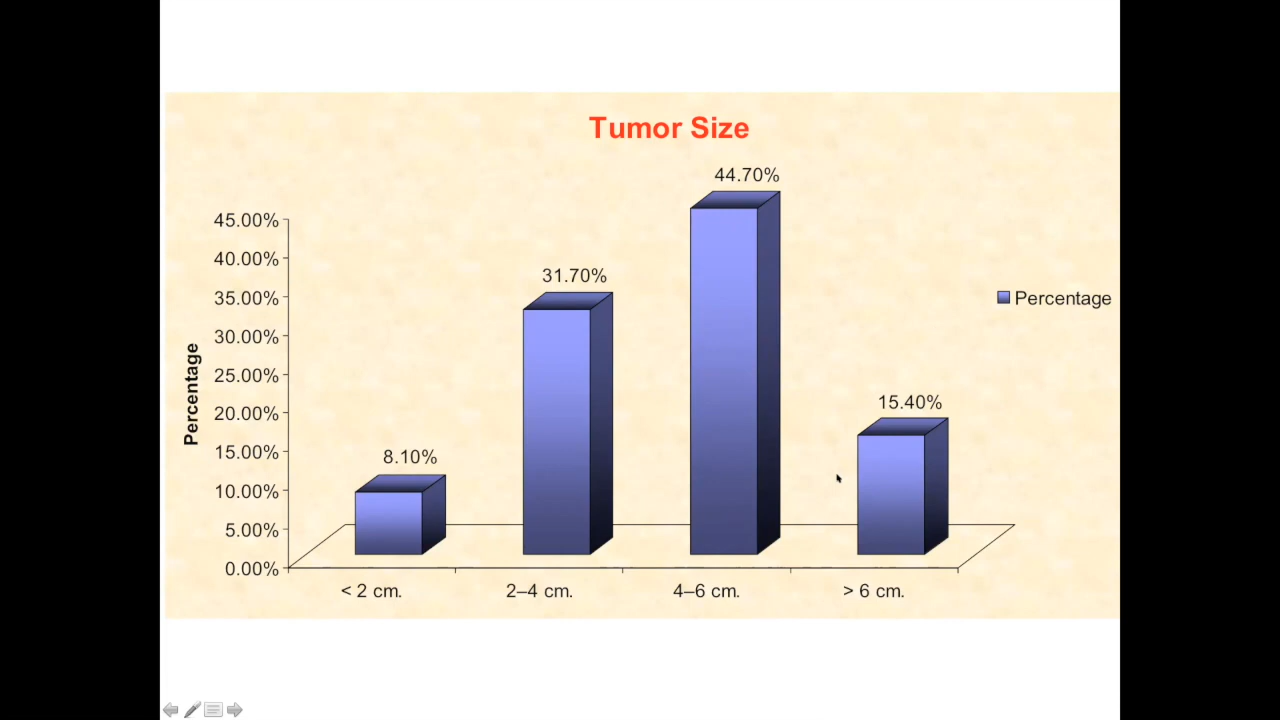 Tumor Size
44.70%
31.70%
15.40%
8.10%
45.00%
40.00%
35.00%
30.00%
25.00%
20.00%
15.00%
10.00%
5.00%
0.00%
Percentage
< 2 cm.
2–4 cm.
4–6 cm.
> 6 cm.
Percentage